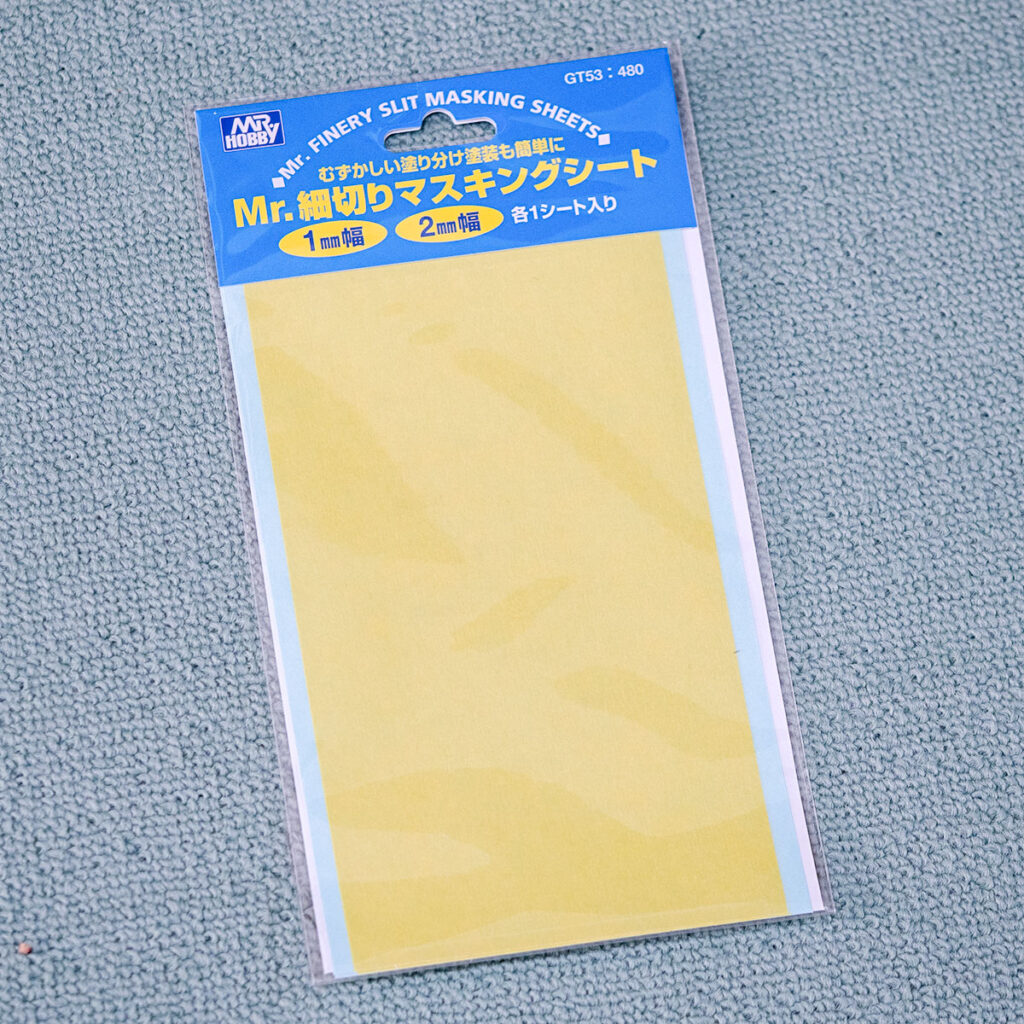 GT53：480
MR HOBBY
■Mr. FINERY SLIT MASKING SHEETS■
むずかしい塗り分け塗装も簡単に
Mr.細切りマスキングシート
1mm幅 2mm幅 各1シート入り